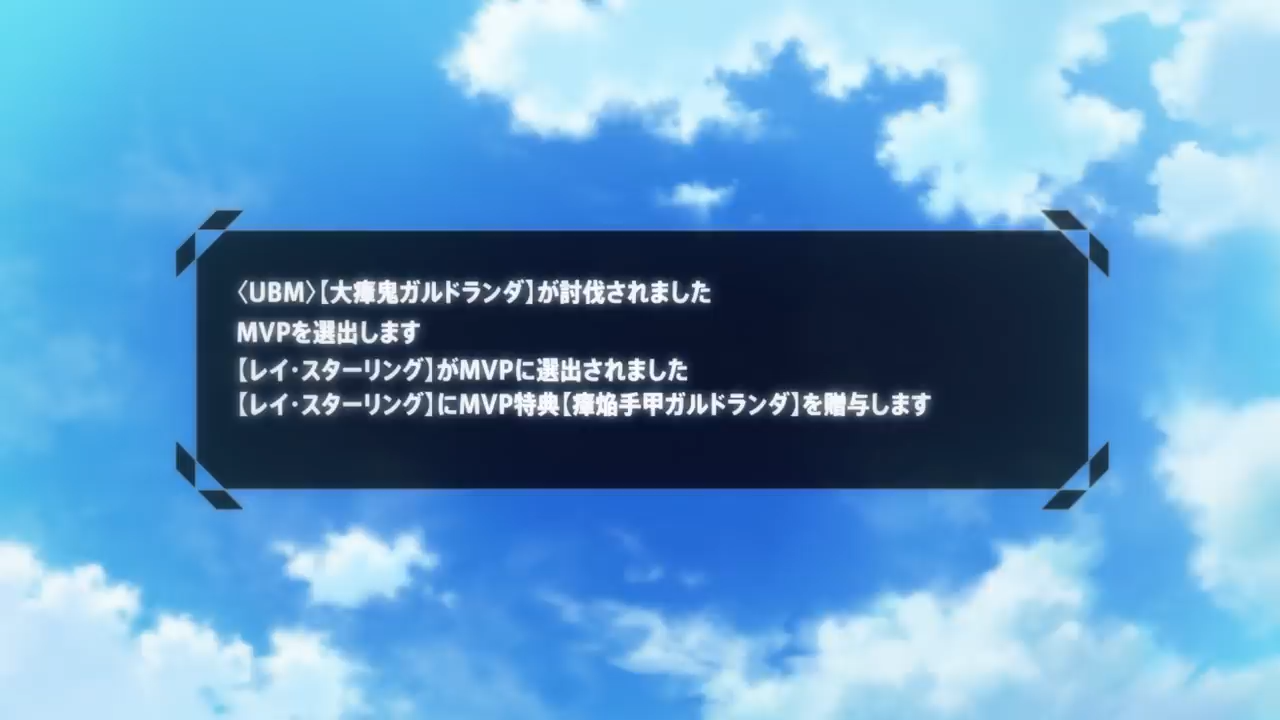 〈UBM〉【大瘴鬼ガルドランダ】が討伐されました
MVPを選出します
【レイ・スターリング】がMVPに選出されました
【レイ・スターリング】にMVP特典【瘴焔手甲ガルドランダ】を贈与します